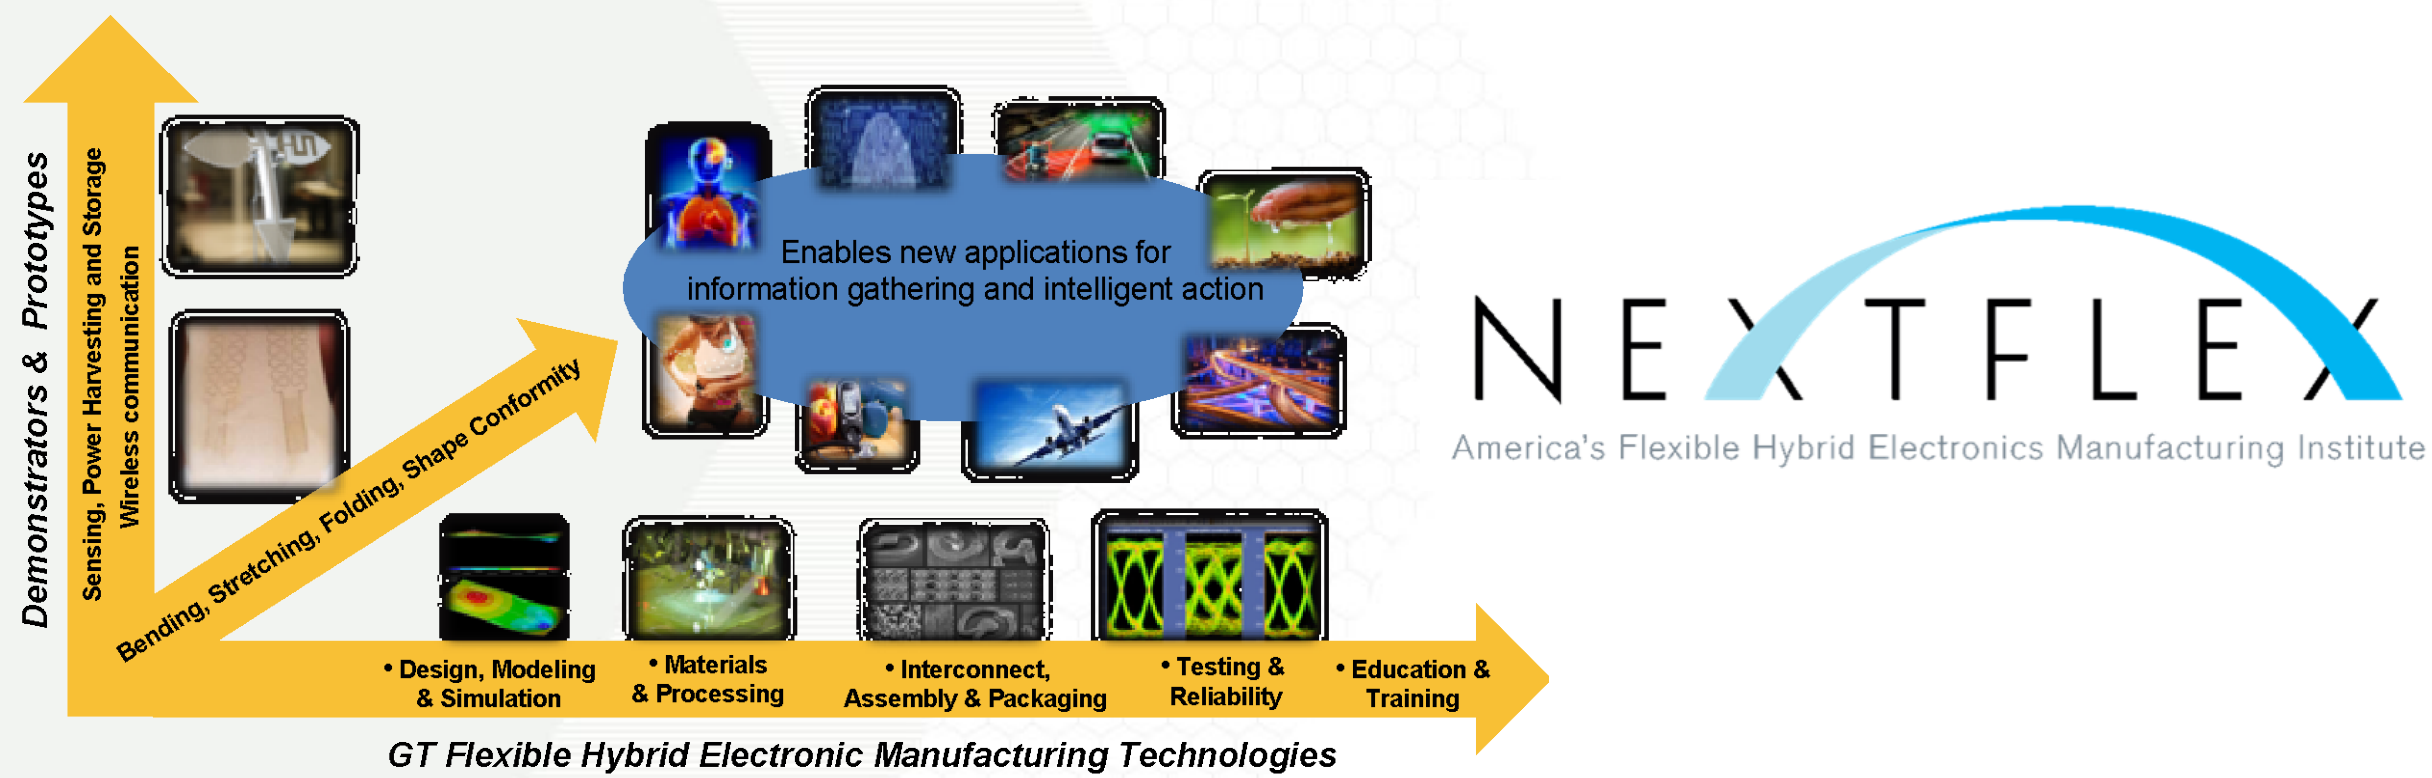 Demonstrators & Prototypes
Sensing, Power Harvesting and Storage
Wireless communication
Bending, Stretching, Folding, Shape Conformity
Enables new applications for
information gathering and intelligent action
• Design, Modeling
& Simulation
• Materials
& Processing
• Interconnect,
Assembly & Packaging
• Testing &
Reliability
• Education &
Training
GT Flexible Hybrid Electronic Manufacturing Technologies
NEXTFLEX
America's Flexible Hybrid Electronics Manufacturing Institute